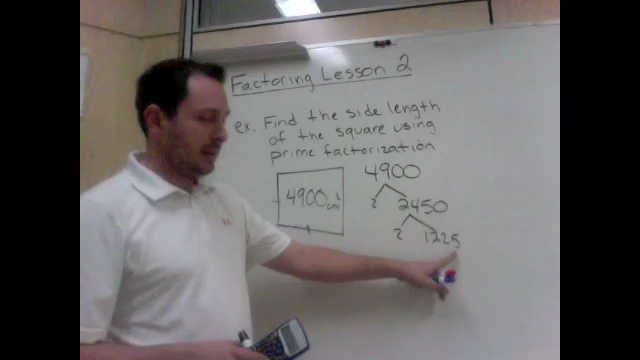 Factoring Lesson 2
ex. Find the side length
of the square using
prime factorization
4900
4900 cm²
2 2450
2 1225